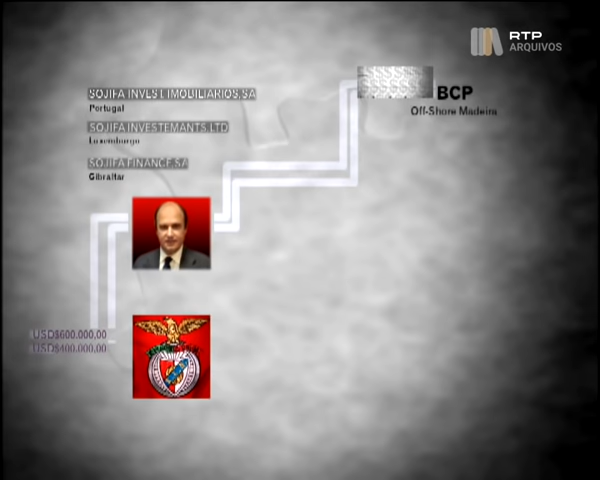 RTP
ARQUIVOS
BCP
Off-Shore Madeira
SOJIFA INVEST. IMOBILIARIOS, SA
Portugal
SOJIFA INVESTEMANTS, LTD
Luxemburgo
SOJIFA FINANCE, SA
Gibraltar
USD$600.000,00
USD$400.000,00